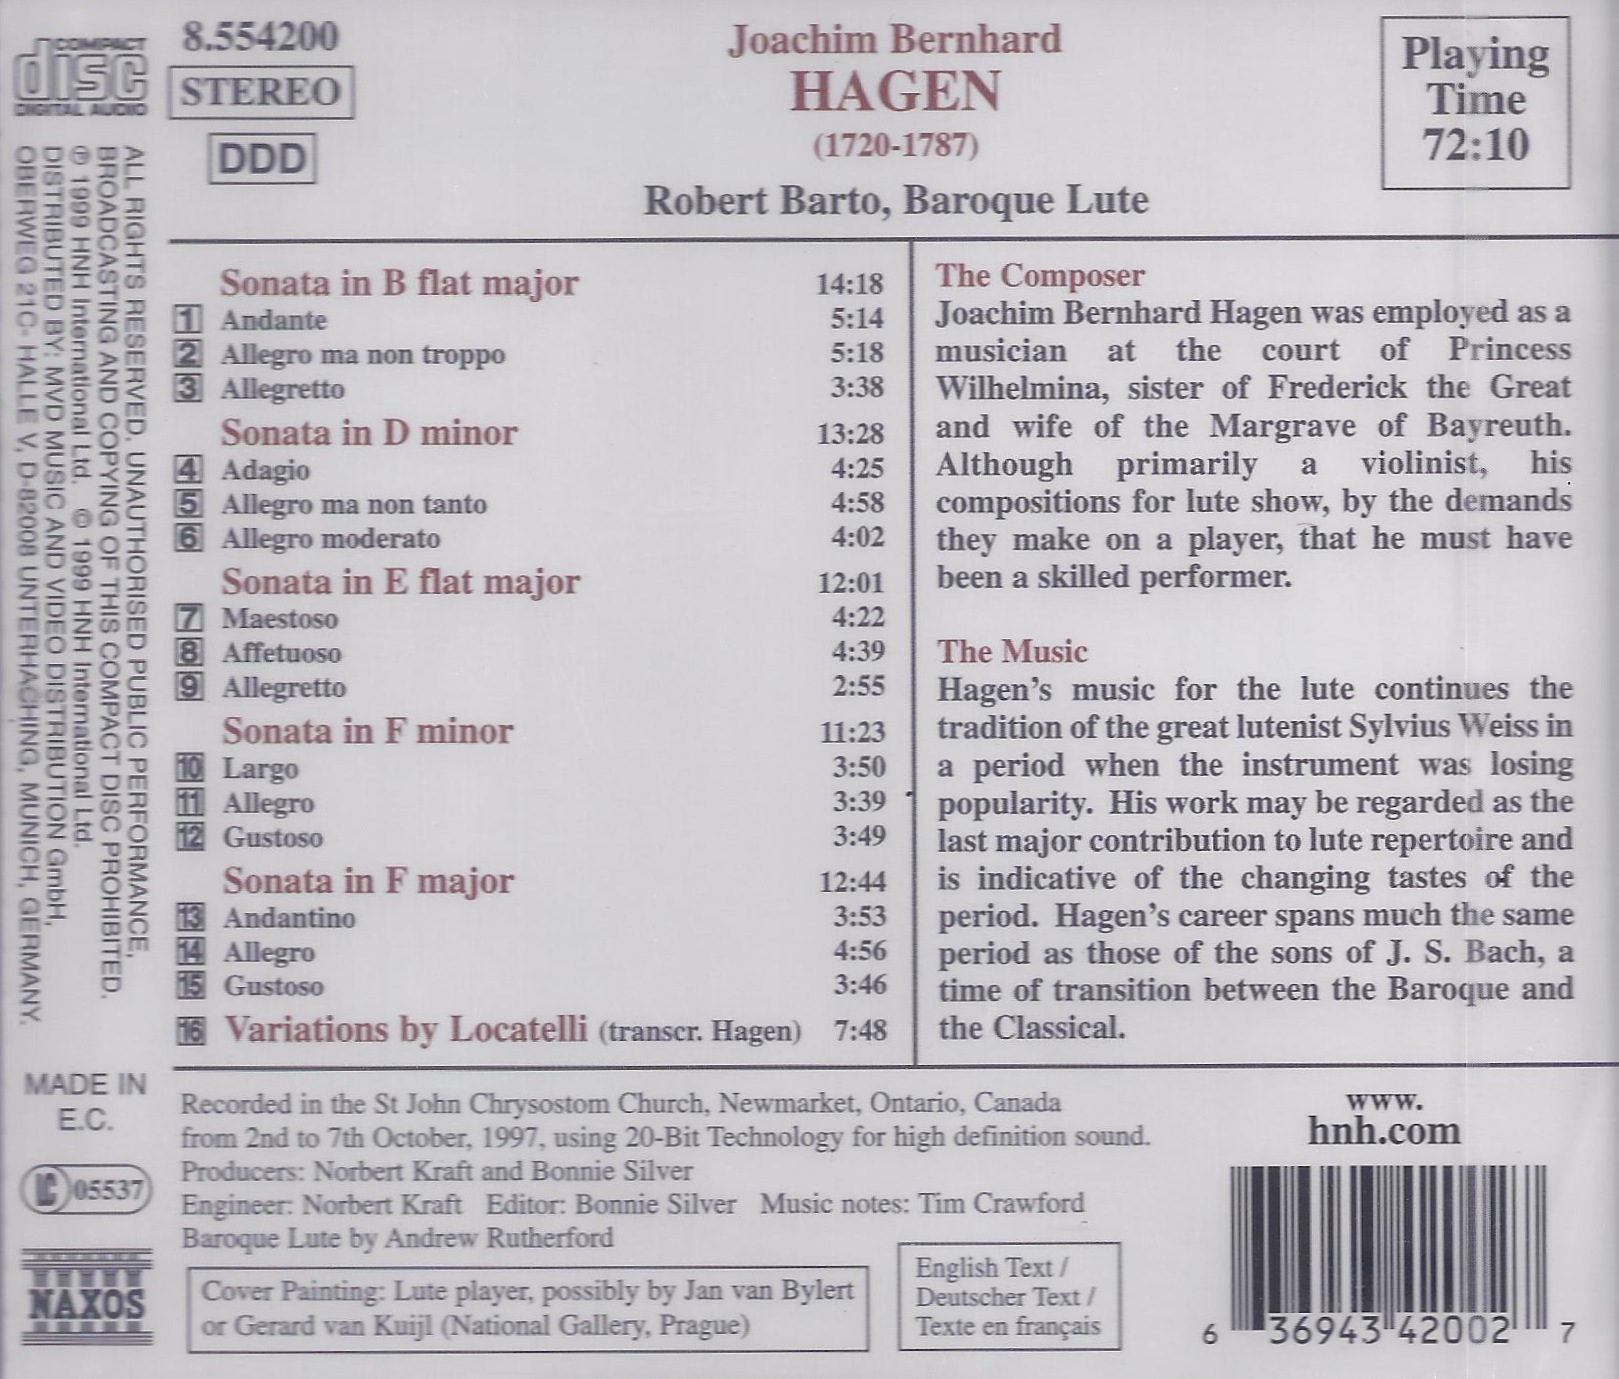 COMPACT
disc
DIGITAL AUDIO
8.554200
STEREO
DDD
Joachim Bernhard
HAGEN
(1720-1787)
Robert Barto, Baroque Lute
Playing
Time
72:10
Sonata in B flat major 14:18
1 Andante 5:14
2 Allegro ma non troppo 5:18
3 Allegretto 3:38
Sonata in D minor 13:28
4 Adagio 4:25
5 Allegro ma non tanto 4:58
6 Allegro moderato 4:02
Sonata in E flat major 12:01
7 Maestoso 4:22
8 Affetuoso 4:39
9 Allegretto 2:55
Sonata in F minor 11:23
10 Largo 3:50
11 Allegro 3:39
12 Gustoso 3:49
Sonata in F major 12:44
13 Andantino 3:53
14 Allegro 4:56
15 Gustoso 3:46
16 Variations by Locatelli (transcr. Hagen) 7:48
The Composer
Joachim Bernhard Hagen was employed as a
musician at the court of Princess
Wilhelmina, sister of Frederick the Great
and wife of the Margrave of Bayreuth.
Although primarily a violinist, his
compositions for lute show, by the demands
they make on a player, that he must have
been a skilled performer.
The Music
Hagen's music for the lute continues the
tradition of the great lutenist Sylvius Weiss in
a period when the instrument was losing
popularity. His work may be regarded as the
last major contribution to lute repertoire and
is indicative of the changing tastes of the
period. Hagen's career spans much the same
period as those of the sons of J. S. Bach, a
time of transition between the Baroque and
the Classical.
ALL RIGHTS RESERVED. UNAUTHORISED PUBLIC PERFORMANCE,
BROADCASTING AND COPYING OF THIS COMPACT DISC PROHIBITED.
℗ 1999 HNH International Ltd. © 1999 HNH International Ltd.
DISTRIBUTED BY: MVD MUSIC AND VIDEO DISTRIBUTION GmbH,
OBERWEG 21C- HALLE V, D-82008 UNTERHACHING, MUNICH, GERMANY.
MADE IN
E.C.
LC 05537
NAXOS
Recorded in the St John Chrysostom Church, Newmarket, Ontario, Canada
from 2nd to 7th October, 1997, using 20-Bit Technology for high definition sound.
Producers: Norbert Kraft and Bonnie Silver
Engineer: Norbert Kraft Editor: Bonnie Silver Music notes: Tim Crawford
Baroque Lute by Andrew Rutherford
Cover Painting: Lute player, possibly by Jan van Bylert
or Gerard van Kuijl (National Gallery, Prague)
English Text /
Deutscher Text /
Texte en français
www.
hnh.com
6 36943 42002 7